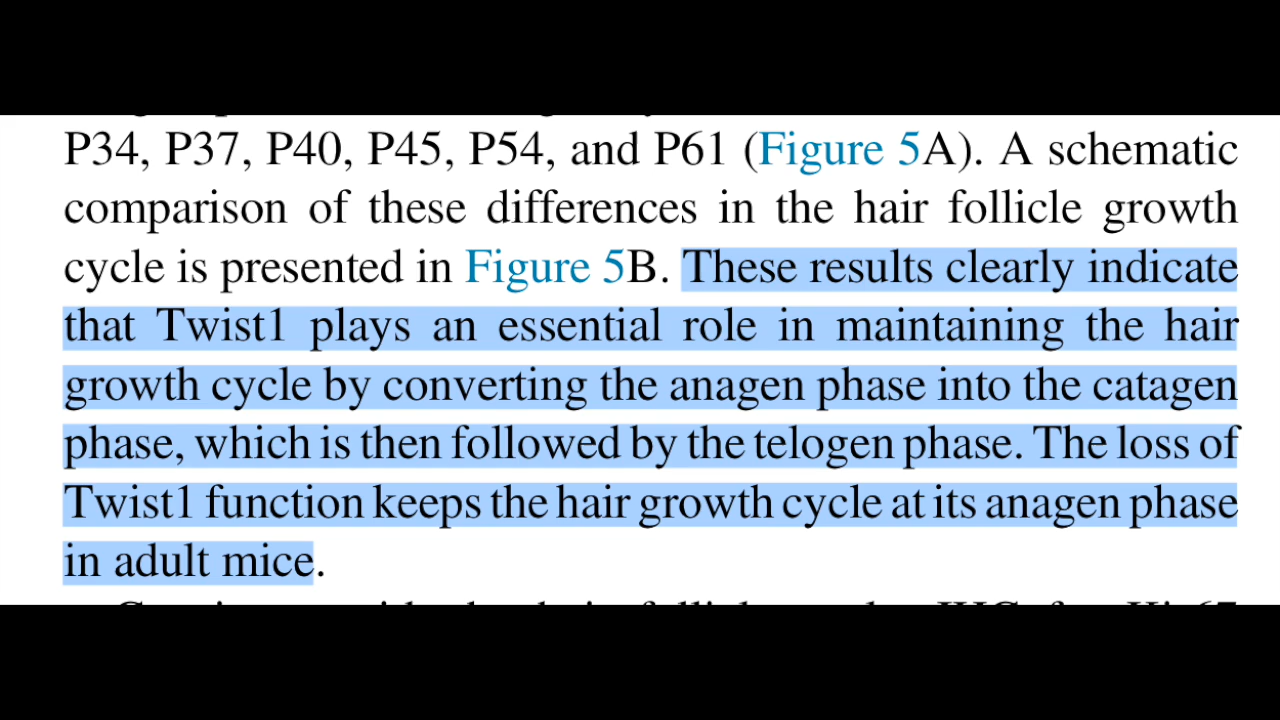 P34, P37, P40, P45, P54, and P61 (Figure 5A). A schematic
comparison of these differences in the hair follicle growth
cycle is presented in Figure 5B. These results clearly indicate
that Twist1 plays an essential role in maintaining the hair
growth cycle by converting the anagen phase into the catagen
phase, which is then followed by the telogen phase. The loss of
Twist1 function keeps the hair growth cycle at its anagen phase
in adult mice.